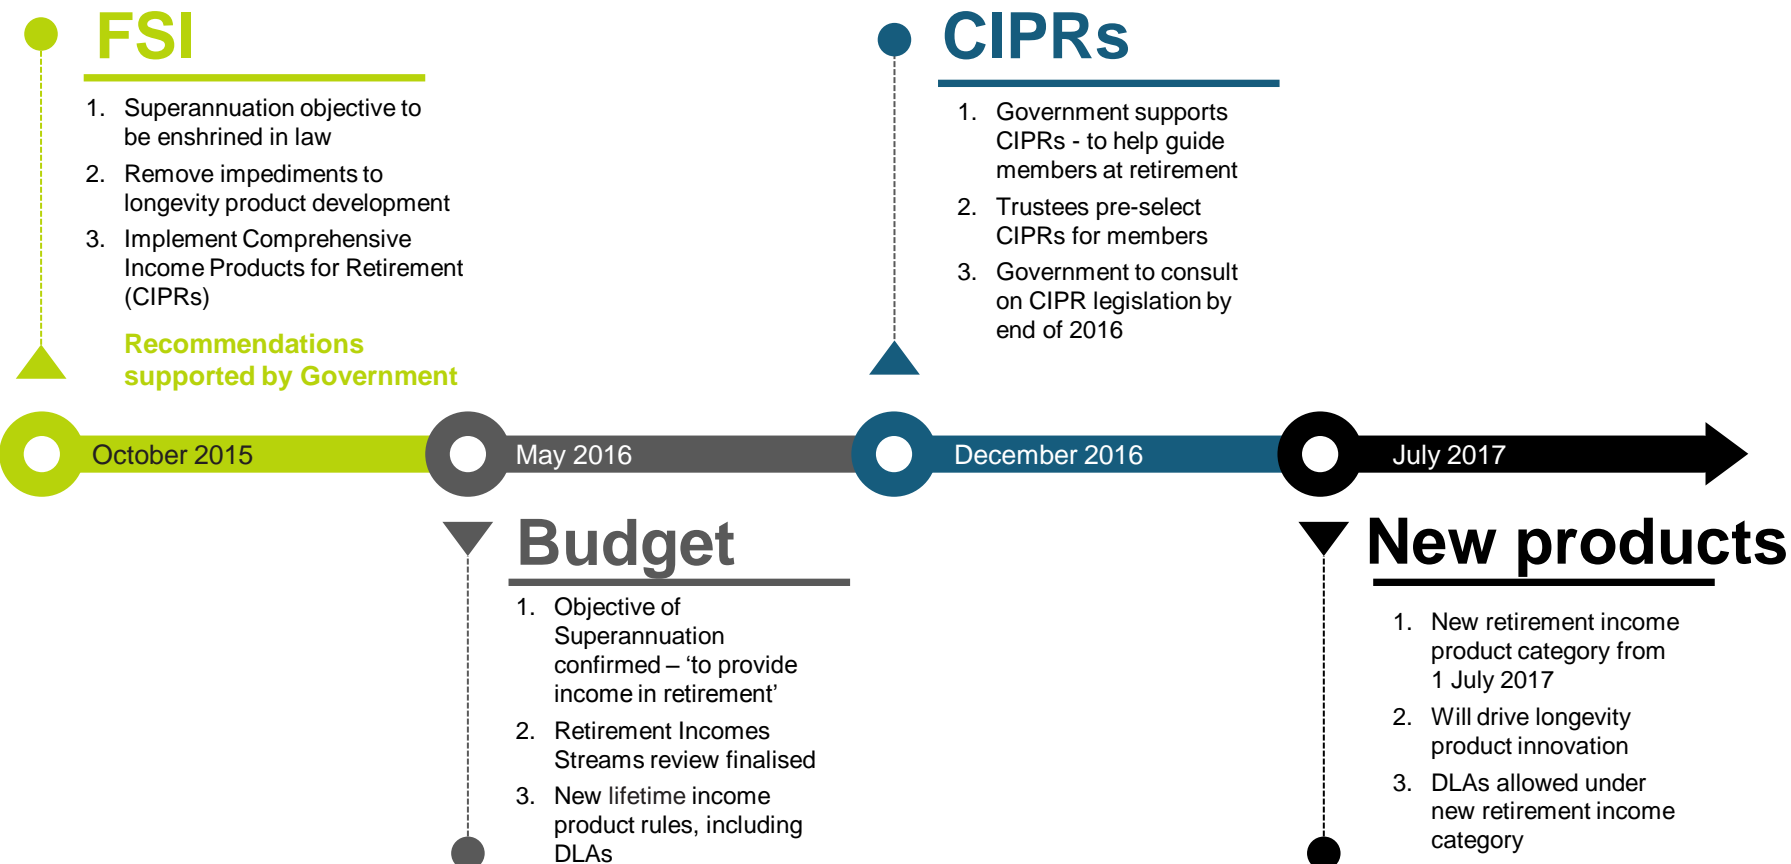 FSI
1. Superannuation objective to
be enshrined in law
2. Remove impediments to
longevity product development
3. Implement Comprehensive
Income Products for Retirement
(CIPRs)
Recommendations
supported by Government
CIPRs
1. Government supports
CIPRs - to help guide
members at retirement
2. Trustees pre-select
CIPRs for members
3. Government to consult
on CIPR legislation by
end of 2016
October 2015
May 2016
December 2016
July 2017
Budget
1. Objective of
Superannuation
confirmed – ‘to provide
income in retirement’
2. Retirement Incomes
Streams review finalised
3. New lifetime income
product rules, including
DLAs
New products
1. New retirement income
product category from
1 July 2017
2. Will drive longevity
product innovation
3. DLAs allowed under
new retirement income
category